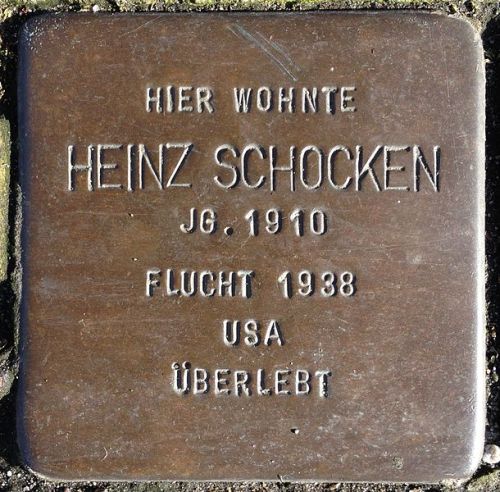 HIER WOHNTE
HEINZ SCHOCKEN
JG. 1910
FLUCHT 1938
USA
ÜBERLEBT